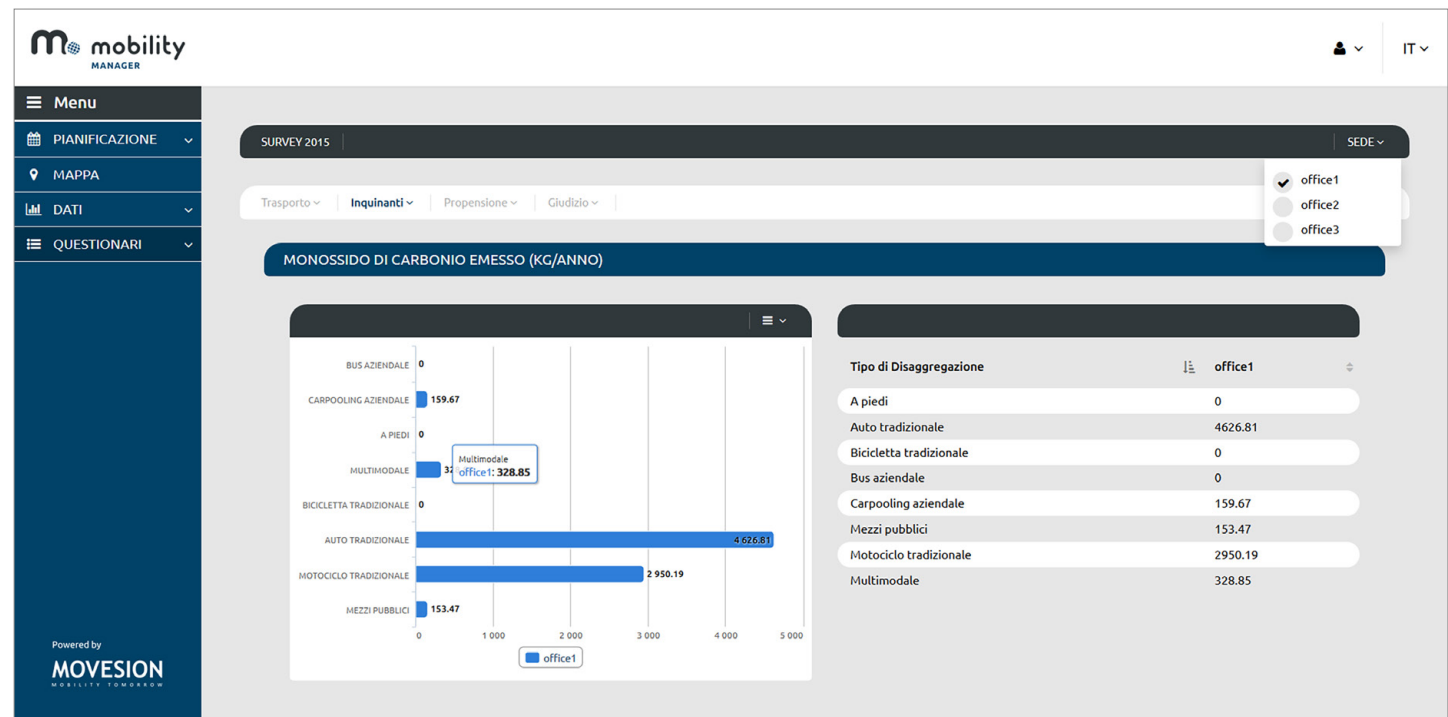 mobility
MANAGER
IT
Menu
PIANIFICAZIONE
MAPPA
DATI
QUESTIONARI
SURVEY 2015
SEDE
office1
office2
office3
Trasporto
Inquinanti
Propensione
Giudizio
MONOSSIDO DI CARBONIO EMESSO (KG/ANNO)
BUS AZIENDALE 0
CARPOOLING AZIENDALE 159.67
A PIEDI 0
MULTIMODALE
Multimodale
office1: 328.85
BICICLETTA TRADIZIONALE 0
AUTO TRADIZIONALE 4 626.81
MOTOCICLO TRADIZIONALE 2 950.19
MEZZI PUBBLICI 153.47
0 1 000 2 000 3 000 4 000 5 000
office1
Tipo di Disaggregazione office1
A piedi 0
Auto tradizionale 4626.81
Bicicletta tradizionale 0
Bus aziendale 0
Carpooling aziendale 159.67
Mezzi pubblici 153.47
Motociclo tradizionale 2950.19
Multimodale 328.85
Powered by
MOVESION
MOBILITY TOMORROW